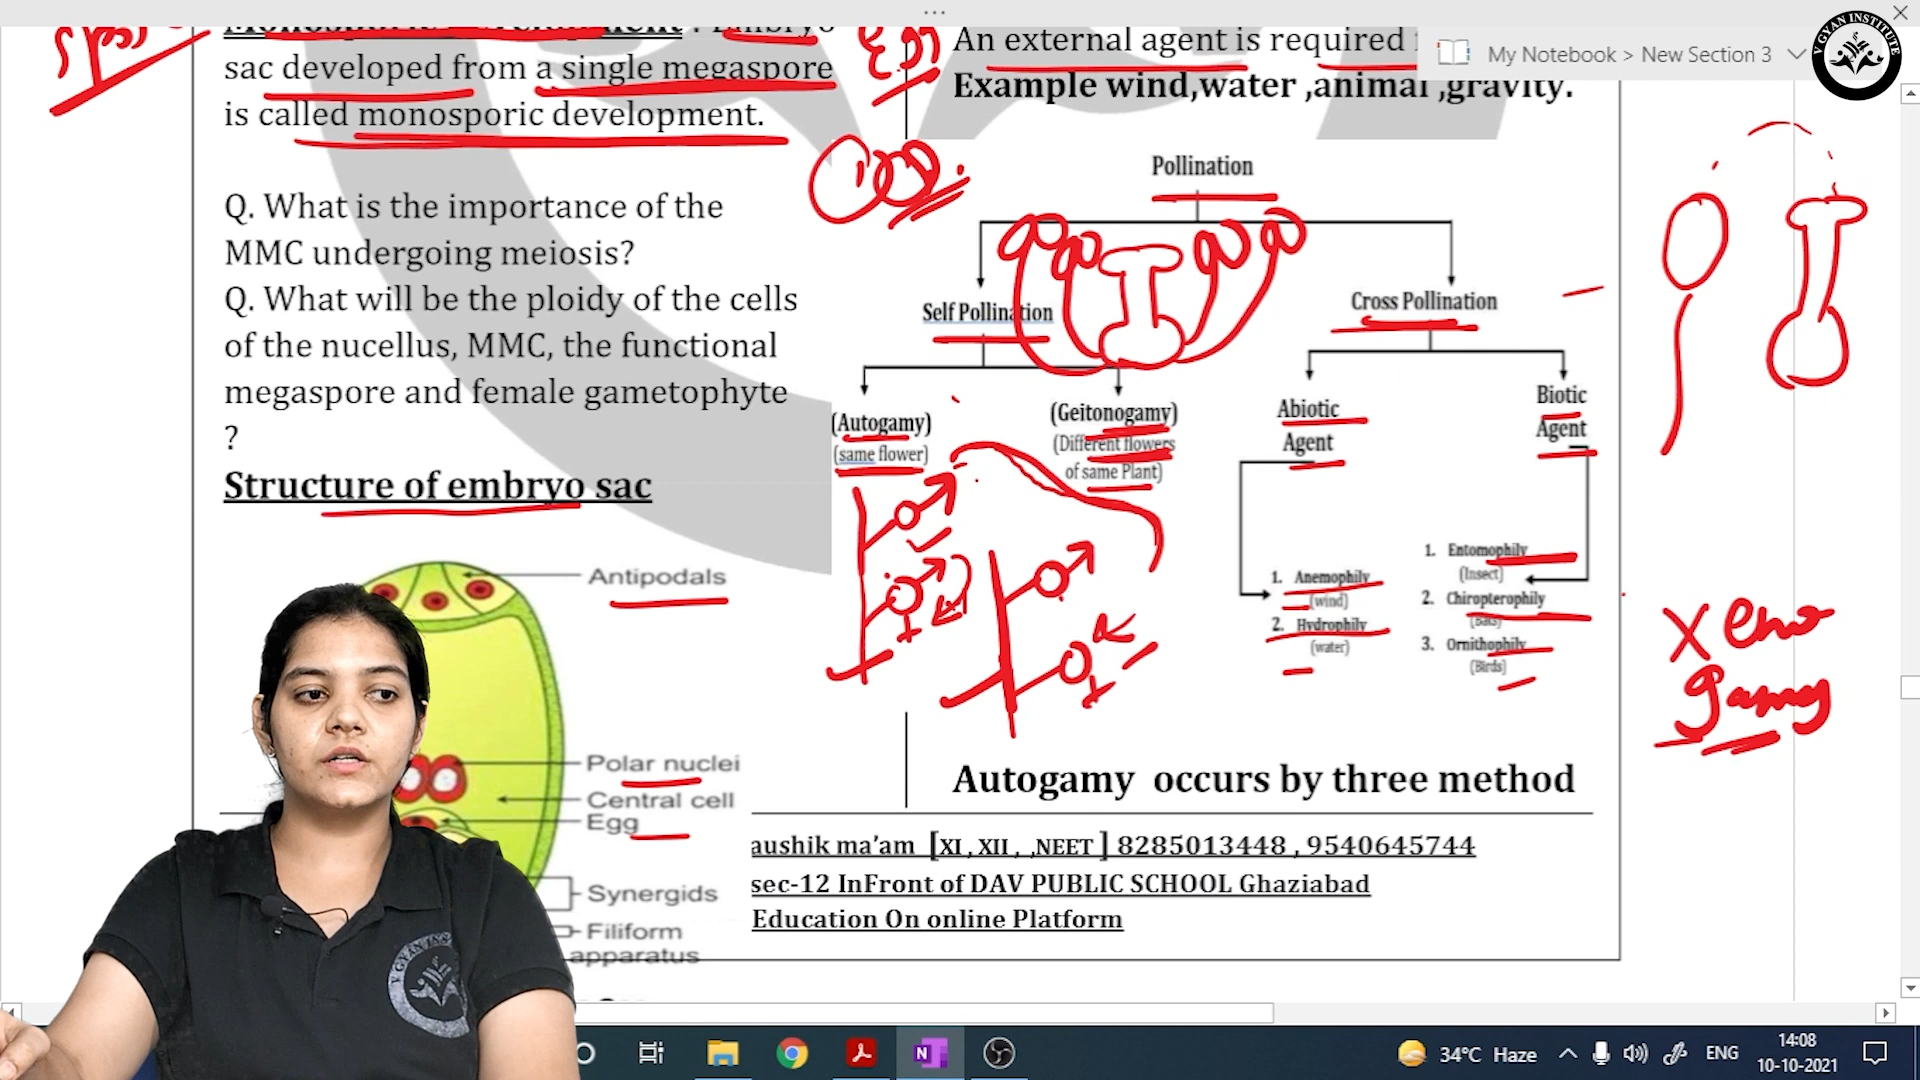 My Notebook > New Section 3
V GYAN INSTITUTE
sac developed from a single megaspore
is called monosporic development.
Q. What is the importance of the
MMC undergoing meiosis?
Q. What will be the ploidy of the cells
of the nucellus, MMC, the functional
megaspore and female gametophyte
?
Structure of embryo sac
Antipodals
Polar nuclei
Central cell
Egg
Synergids
Filiform
apparatus
An external agent is required
Example wind,water ,animal ,gravity.
Pollination
Self Pollination
Cross Pollination
(Autogamy)
(same flower)
(Geitonogamy)
(Different flowers
of same Plant)
Abiotic
Agent
Biotic
Agent
1. Anemophily
(wind)
2. Hydrophily
(water)
1. Entomophily
(Insect)
2. Chiropterophily
(Bats)
3. Ornithophily
(Birds)
Xeno
gamy
Autogamy occurs by three method
aushik ma'am [XI , XII , ,NEET ] 8285013448 , 9540645744
sec-12 InFront of DAV PUBLIC SCHOOL Ghaziabad
Education On online Platform
34°C Haze
ENG
14:08
10-10-2021